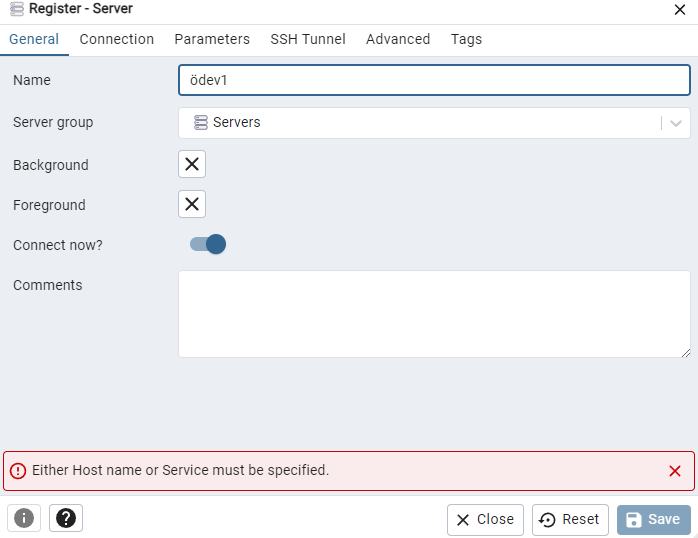 Register - Server
General Connection Parameters SSH Tunnel Advanced Tags
Name ödev1
Server group Servers
Background
Foreground
Connect now?
Comments
Either Host name or Service must be specified.
Close Reset Save